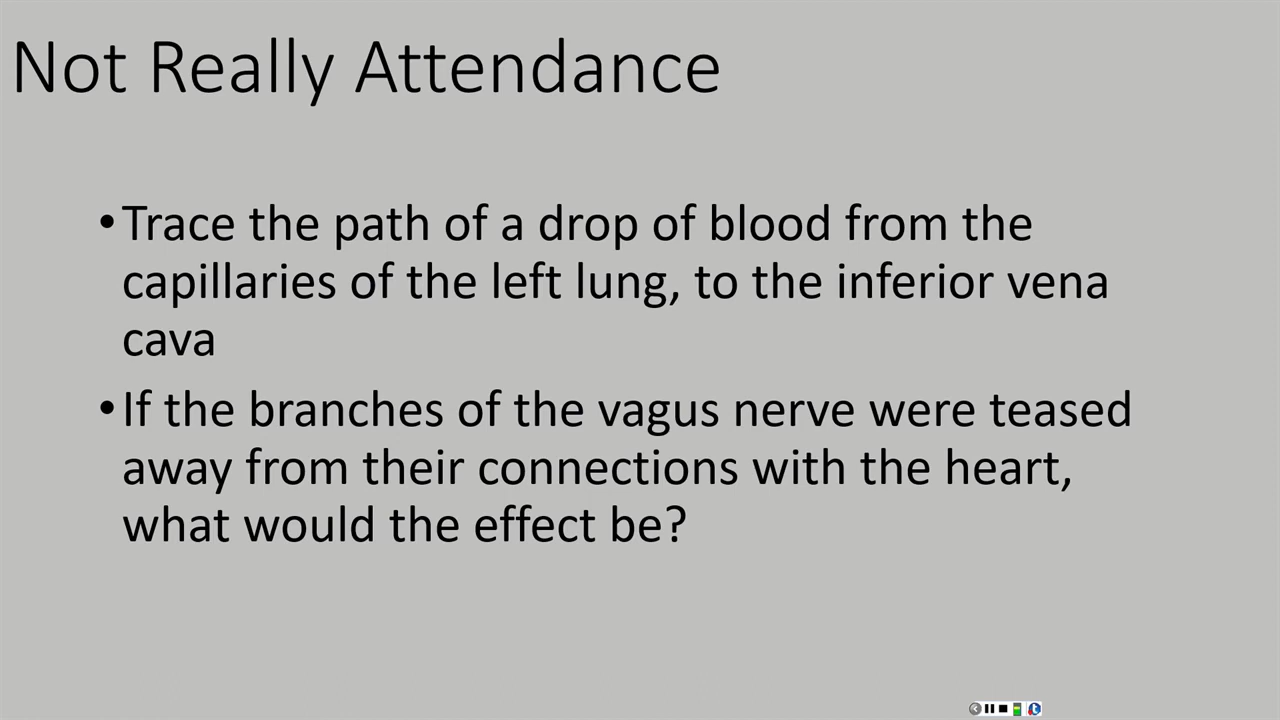 Not Really Attendance
•Trace the path of a drop of blood from the
capillaries of the left lung, to the inferior vena
cava
•If the branches of the vagus nerve were teased
away from their connections with the heart,
what would the effect be?